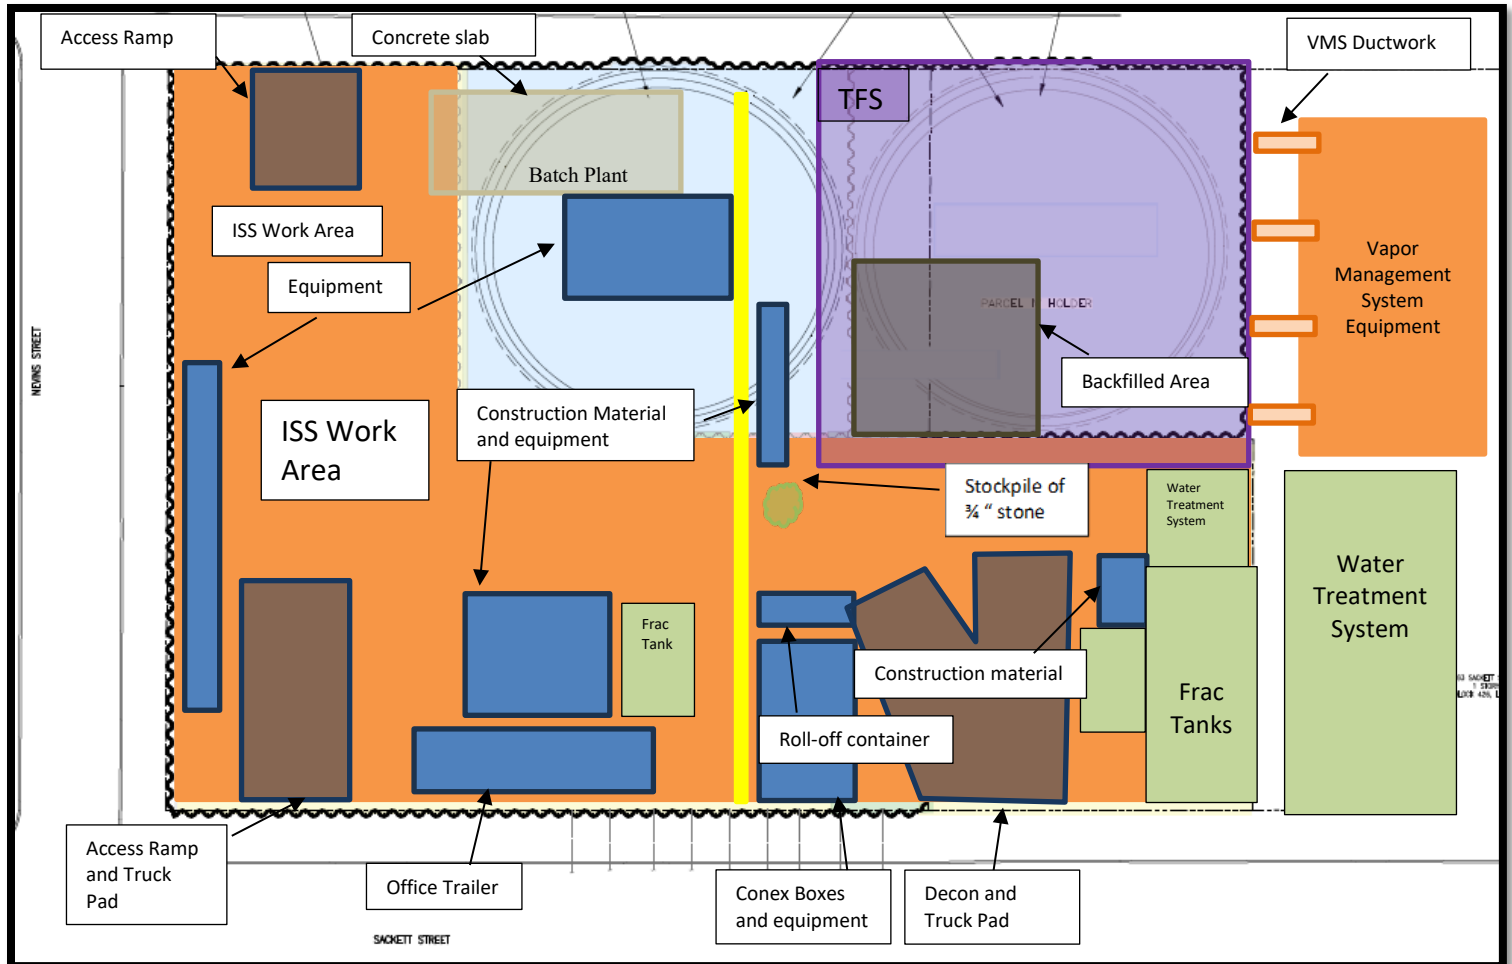 Access Ramp
Concrete slab
VMS Ductwork
TFS
Batch Plant
ISS Work Area
Equipment
Vapor
Management
System
Equipment
PARCEL
HOLDER
NEVINS STREET
Backfilled Area
Construction Material
and equipment
ISS Work
Area
Stockpile of
¾ “ stone
Water
Treatment
System
Water
Treatment
System
Frac
Tank
Construction material
Frac
Tanks
Roll-off container
Access Ramp
and Truck
Pad
Office Trailer
Conex Boxes
and equipment
Decon and
Truck Pad
SACKETT STREET